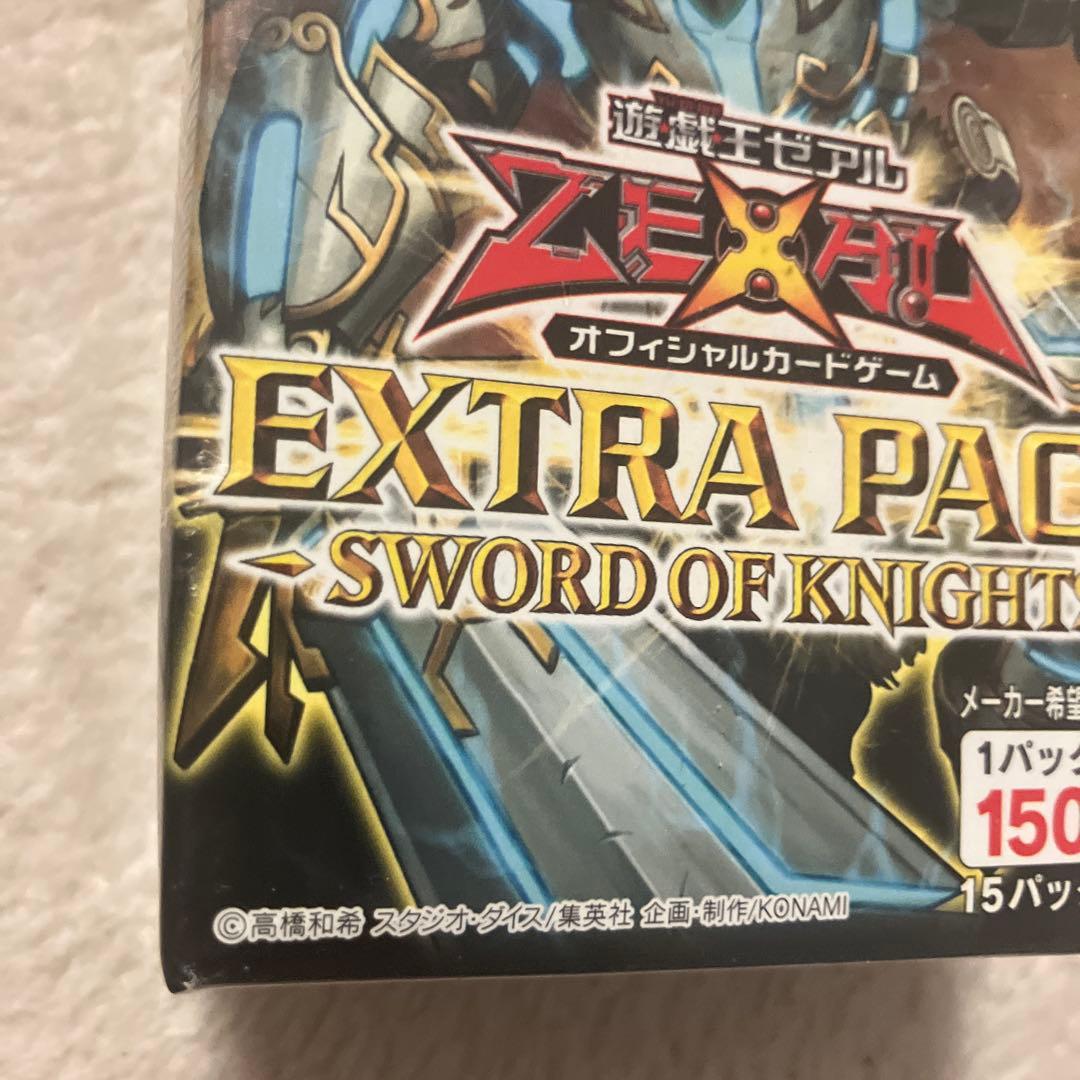 遊☆戯☆王ゼアル
ZEXAL
オフィシャルカードゲーム
EXTRA PAC
-SWORD OF KNIGHTS
メーカー希望
1パック
150
15パック
©高橋和希 スタジオ・ダイス/集英社 企画・制作/KONAMI